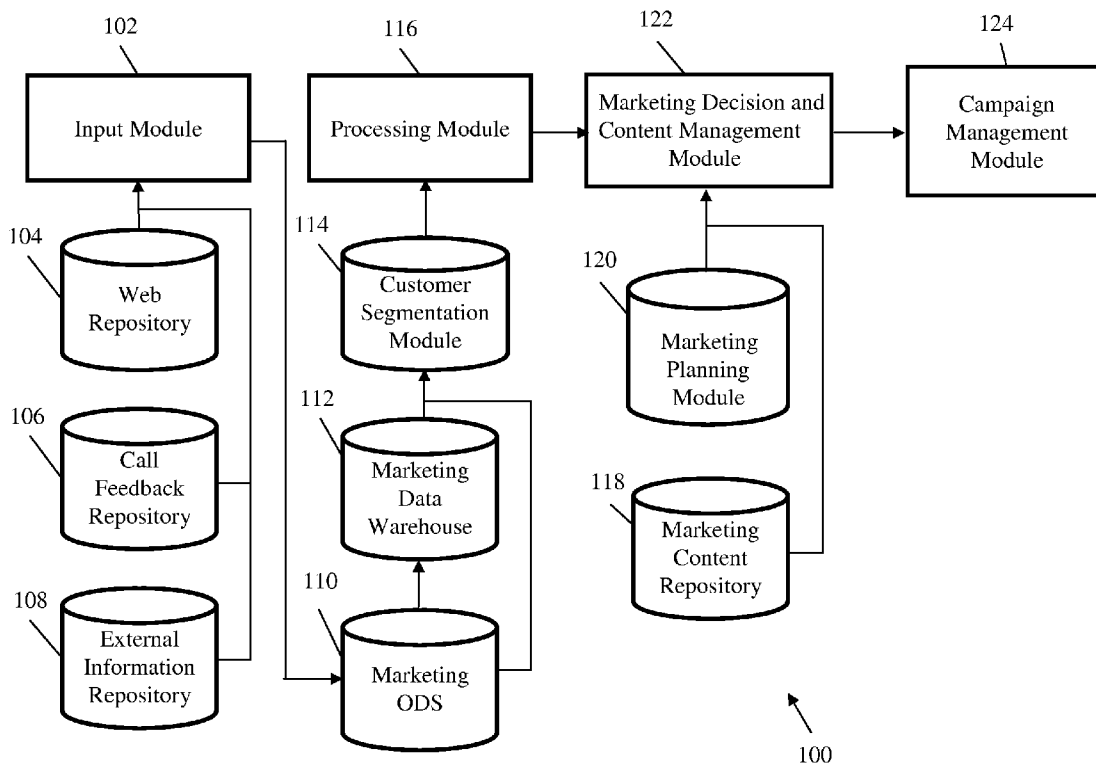 102
Input Module
104
Web
Repository
106
Call
Feedback
Repository
108
External
Information
Repository
116
Processing Module
114
Customer
Segmentation
Module
112
Marketing
Data
Warehouse
110
Marketing
ODS
122
Marketing Decision and
Content Management
Module
120
Marketing
Planning
Module
118
Marketing
Content
Repository
124
Campaign
Management
Module
100